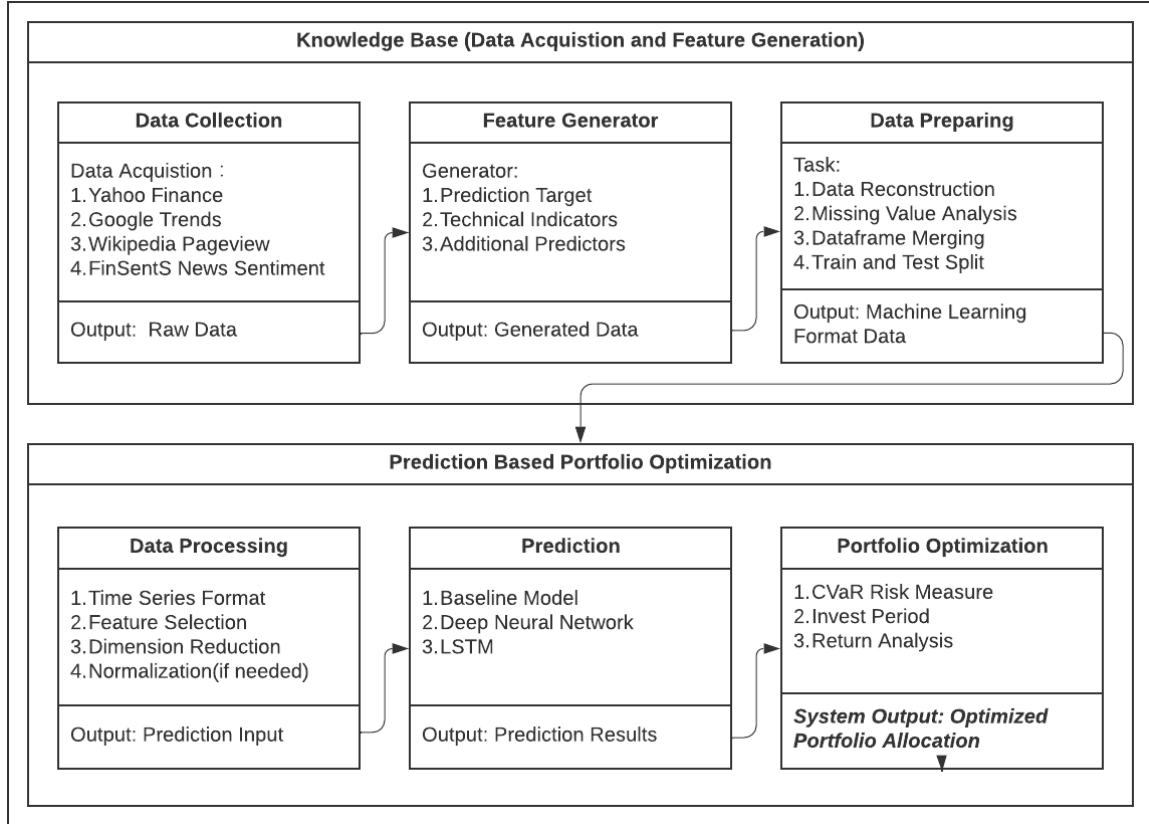 Knowledge Base (Data Acquistion and Feature Generation)
Data Collection
Data Acquistion：
1.Yahoo Finance
2.Google Trends
3.Wikipedia Pageview
4.FinSentS News Sentiment
Output:  Raw Data
Feature Generator
Generator:
1.Prediction Target
2.Technical Indicators
3.Additional Predictors
Output: Generated Data
Data Preparing
Task:
1.Data Reconstruction
2.Missing Value Analysis
3.Dataframe Merging
4.Train and Test Split
Output: Machine Learning
Format Data
Prediction Based Portfolio Optimization
Data Processing
1.Time Series Format
2.Feature Selection
3.Dimension Reduction
4.Normalization(if needed)
Output: Prediction Input
Prediction
1.Baseline Model
2.Deep Neural Network
3.LSTM
Output: Prediction Results
Portfolio Optimization
1.CVaR Risk Measure
2.Invest Period
3.Return Analysis
System Output: Optimized
Portfolio Allocation